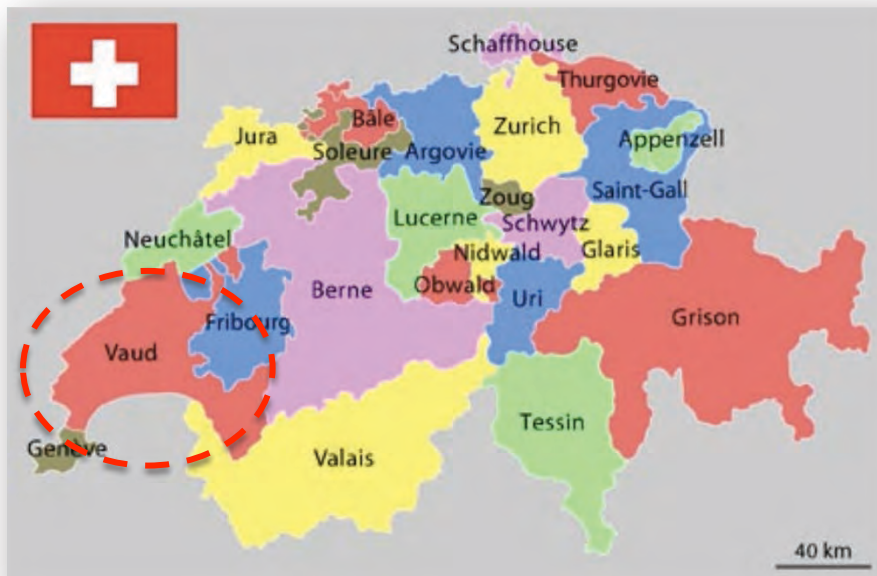 Schaffhouse
Thurgovie
Bâle
Zurich
Jura
Appenzell
Soleure
Argovie
Zoug
Saint-Gall
Lucerne
Schwytz
Neuchâtel
Nidwald
Glaris
Obwald
Berne
Uri
Fribourg
Grison
Vaud
Tessin
Genève
Valais
40 km